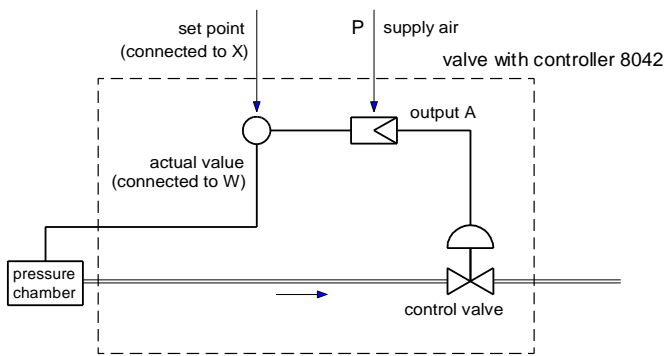 set point
(connected to X)
P supply air
valve with controller 8042
output A
actual value
(connected to W)
pressure
chamber
control valve